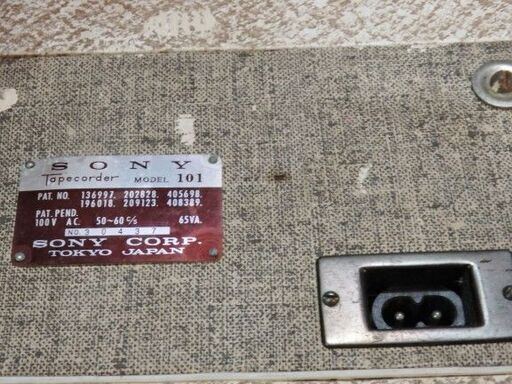 SONY
Tapecorder MODEL 101
PAT. NO. 136997. 202828. 405698.
196018. 209123. 408389.
PAT. PEND.
100V AC. 50~60 c/s 65VA.
NO. 30437
SONY CORP.
TOKYO JAPAN